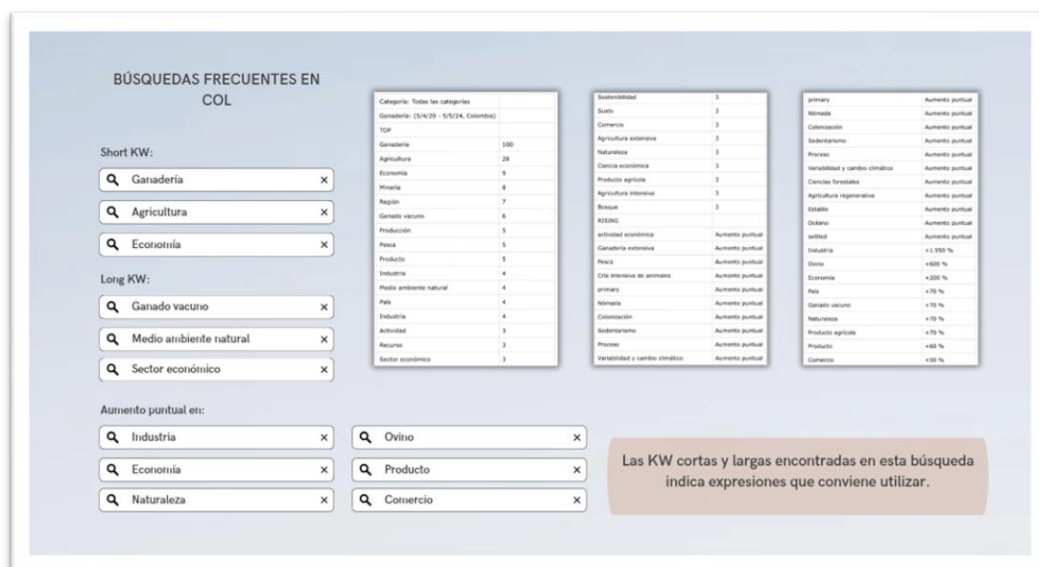 BÚSQUEDAS FRECUENTES EN
COL
Short KW:
Ganadería
Agricultura
Economía
Long KW:
Ganado vacuno
Medio ambiente natural
Sector económico
Categoría: Todas las categorías
Ganadería: (5/4/20 - 5/5/24, Colombia)
TOP
Ganadería 100
Agricultura 28
Economía 9
Minería 8
Región 7
Ganado vacuno 6
Producción 5
Pesca 5
Producto 5
Industria 4
Medio ambiente natural 4
País 4
Industria 4
Actividad 3
Recurso 3
Sector económico 3
Sostenibilidad 3
Suelo 3
Comercio 3
Agricultura extensiva 3
Naturaleza 3
Ciencia económica 3
Producto agrícola 3
Agricultura intensiva 3
Bosque 3
RISING
actividad económica Aumento puntual
Ganadería extensiva Aumento puntual
Pesca Aumento puntual
Cría intensiva de animales Aumento puntual
primary Aumento puntual
Nómada Aumento puntual
Colonización Aumento puntual
Sedentarismo Aumento puntual
Proceso Aumento puntual
Variabilidad y cambio climático Aumento puntual
primary Aumento puntual
Nómada Aumento puntual
Colonización Aumento puntual
Sedentarismo Aumento puntual
Proceso Aumento puntual
Variabilidad y cambio climático Aumento puntual
Ciencias forestales Aumento puntual
Agricultura regenerativa Aumento puntual
Establo Aumento puntual
Océano Aumento puntual
settled Aumento puntual
Industria +1.950 %
Ovino +600 %
Economía +200 %
País +70 %
Ganado vacuno +70 %
Naturaleza +70 %
Producto agrícola +70 %
Producto +60 %
Comercio +50 %
Aumento puntual en:
Industria
Economía
Naturaleza
Ovino
Producto
Comercio
Las KW cortas y largas encontradas en esta búsqueda
indica expresiones que conviene utilizar.